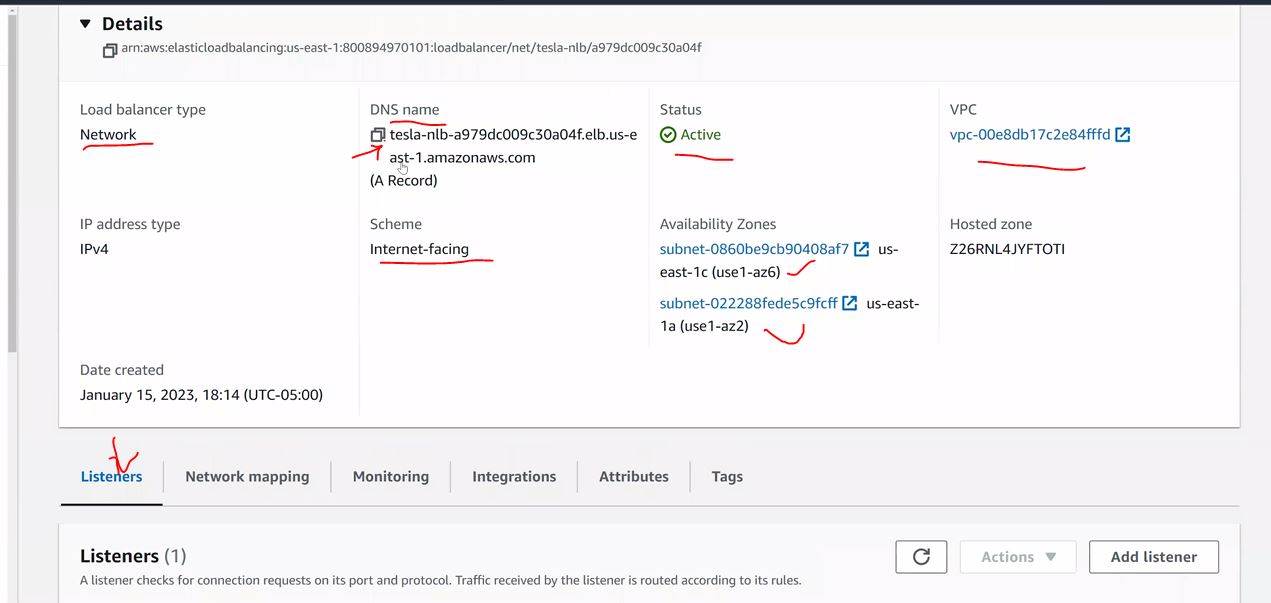 Details
arn:aws:elasticloadbalancing:us-east-1:800894970101:loadbalancer/net/tesla-nlb/a979dc009c30a04f
Load balancer type
Network
DNS name
tesla-nlb-a979dc009c30a04f.elb.us-e
ast-1.amazonaws.com
(A Record)
Status
Active
VPC
vpc-00e8db17c2e84fffd
IP address type
IPv4
Scheme
Internet-facing
Availability Zones
subnet-0860be9cb90408af7 us-
east-1c (use1-az6)
subnet-022288fede5c9fcff us-east-
1a (use1-az2)
Hosted zone
Z26RNL4JYFTOTI
Date created
January 15, 2023, 18:14 (UTC-05:00)
Listeners
Network mapping
Monitoring
Integrations
Attributes
Tags
Listeners (1)
A listener checks for connection requests on its port and protocol. Traffic received by the listener is routed according to its rules.
Actions
Add listener